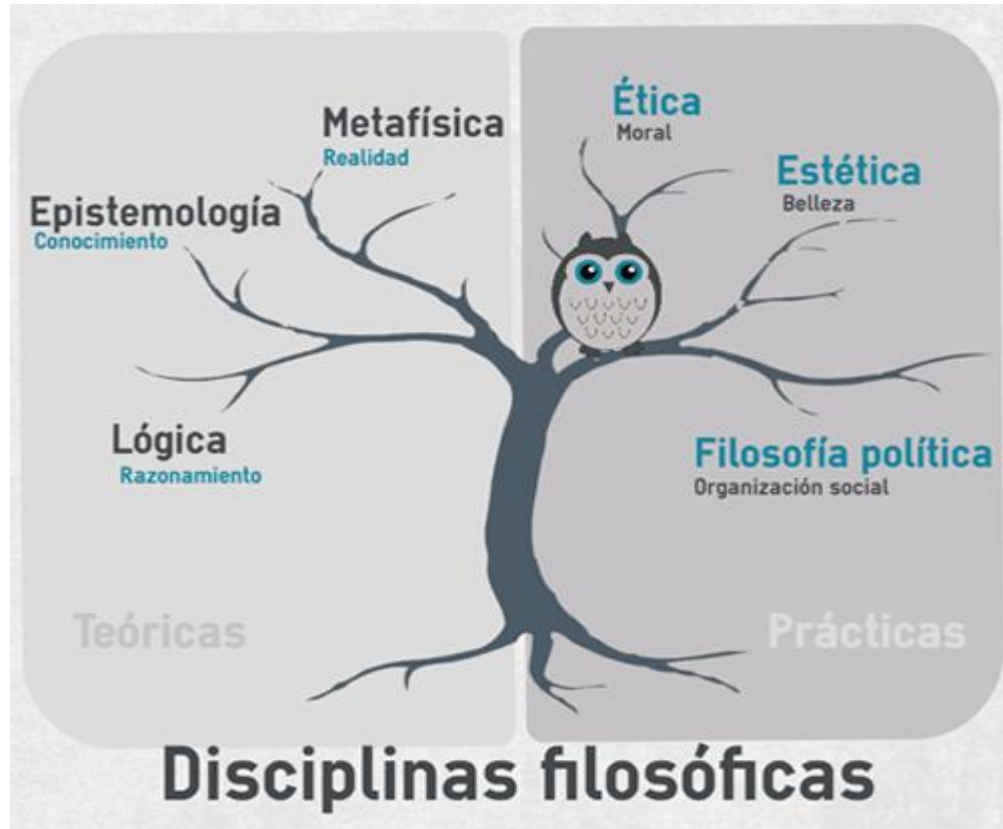 Metafísica
Realidad
Epistemología
Conocimiento
Lógica
Razonamiento
Teóricas
Ética
Moral
Estética
Belleza
Filosofía política
Organización social
Prácticas
Disciplinas filosóficas